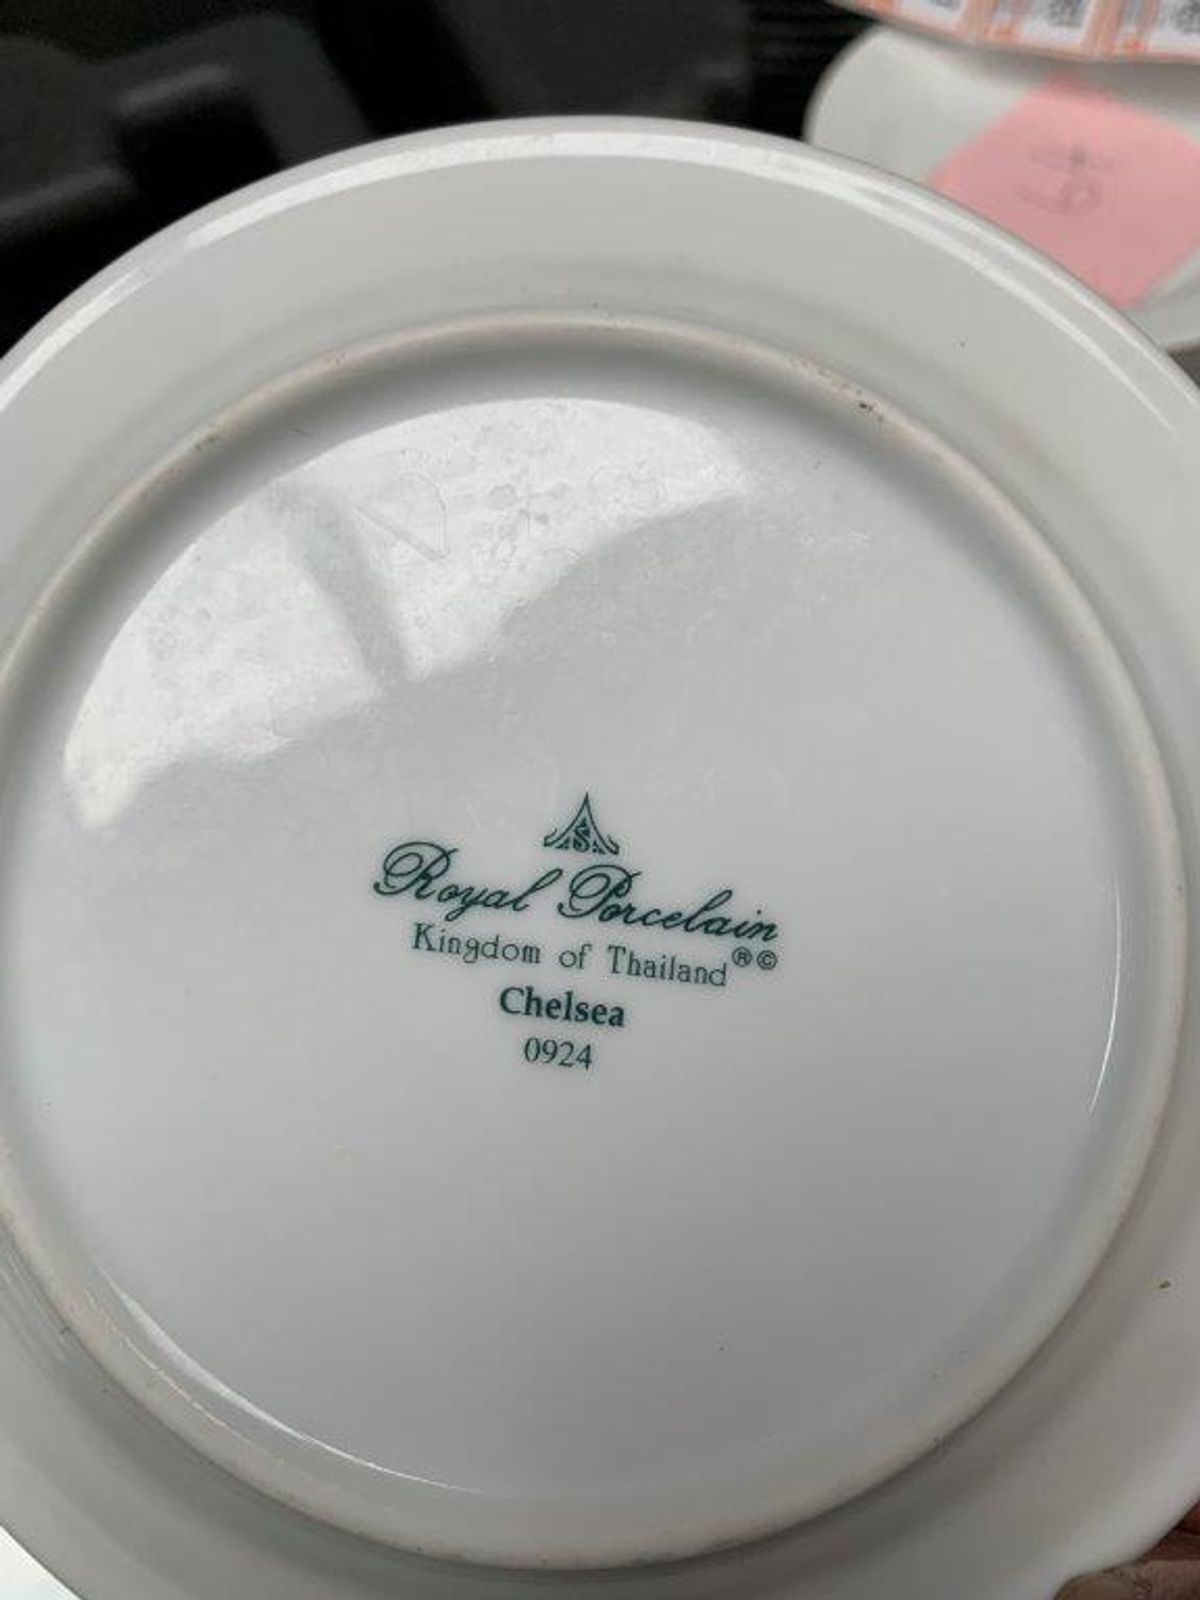 Royal Porcelain
Kingdom of Thailand ®©
Chelsea
0924